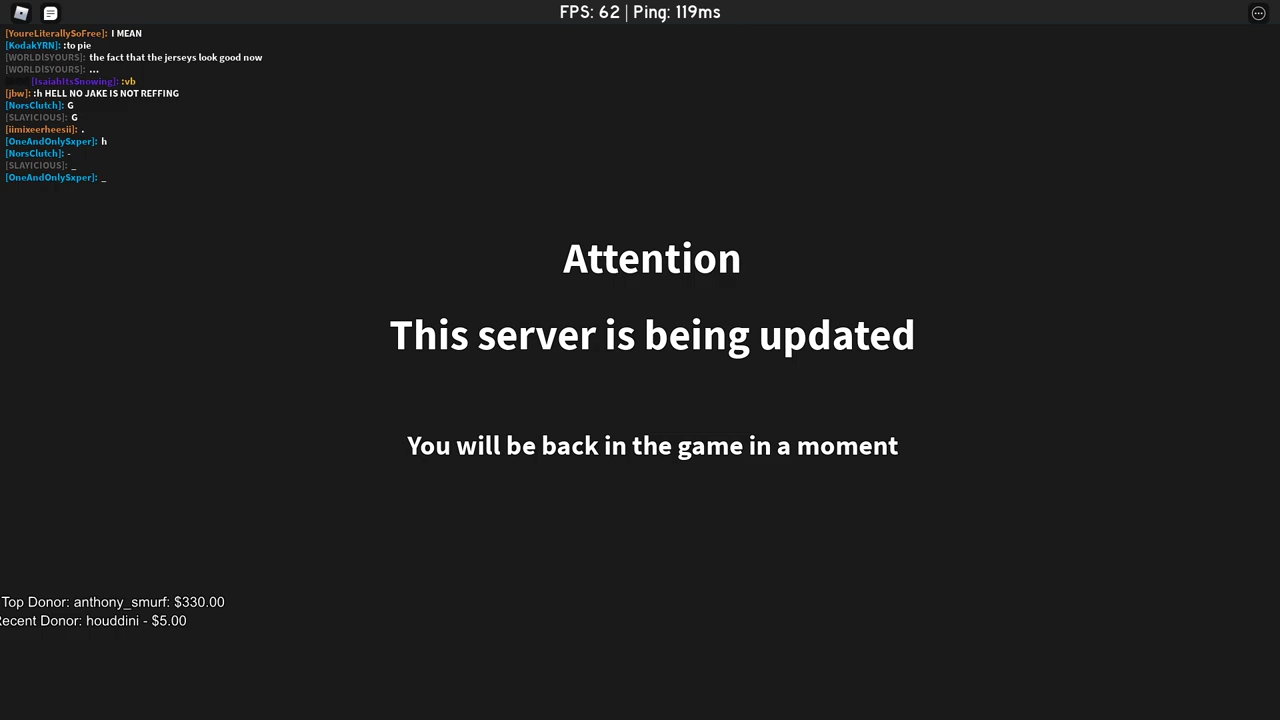 FPS: 62 | Ping: 119ms
[YoureLiterallySoFree]: I MEAN
[KodakYRN]: :to pie
[WORLDISYOURS]: the fact that the jerseys look good now
[WORLDISYOURS]: ...
[IsaiahItsSnowing]: :vb
[jbw]: :h HELL NO JAKE IS NOT REFFING
[NorsClutch]: G
[SLAYICIOUS]: G
[iimixeerheesii]: .
[OneAndOnlySxper]: h
[NorsClutch]: -
[SLAYICIOUS]: _
[OneAndOnlySxper]: _
Attention
This server is being updated
You will be back in the game in a moment
Top Donor: anthony_smurf: $330.00
Recent Donor: houddini - $5.00